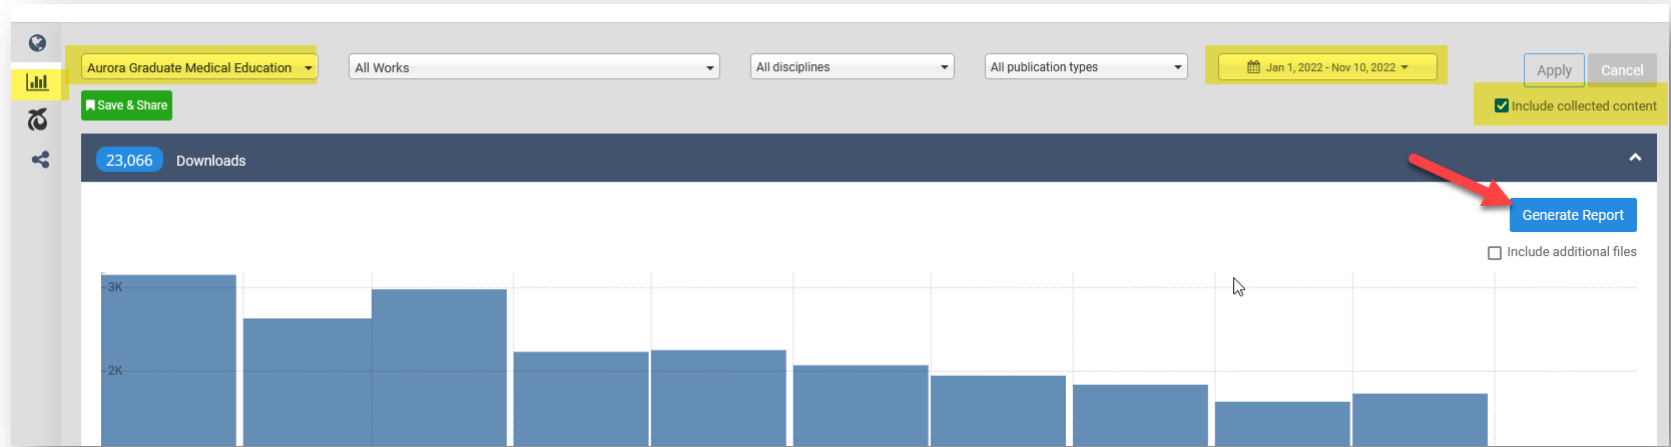 Aurora Graduate Medical Education
All Works
All disciplines
All publication types
Jan 1, 2022 - Nov 10, 2022
Apply
Cancel
Save & Share
Include collected content
23,066 Downloads
Generate Report
Include additional files
3K
2K